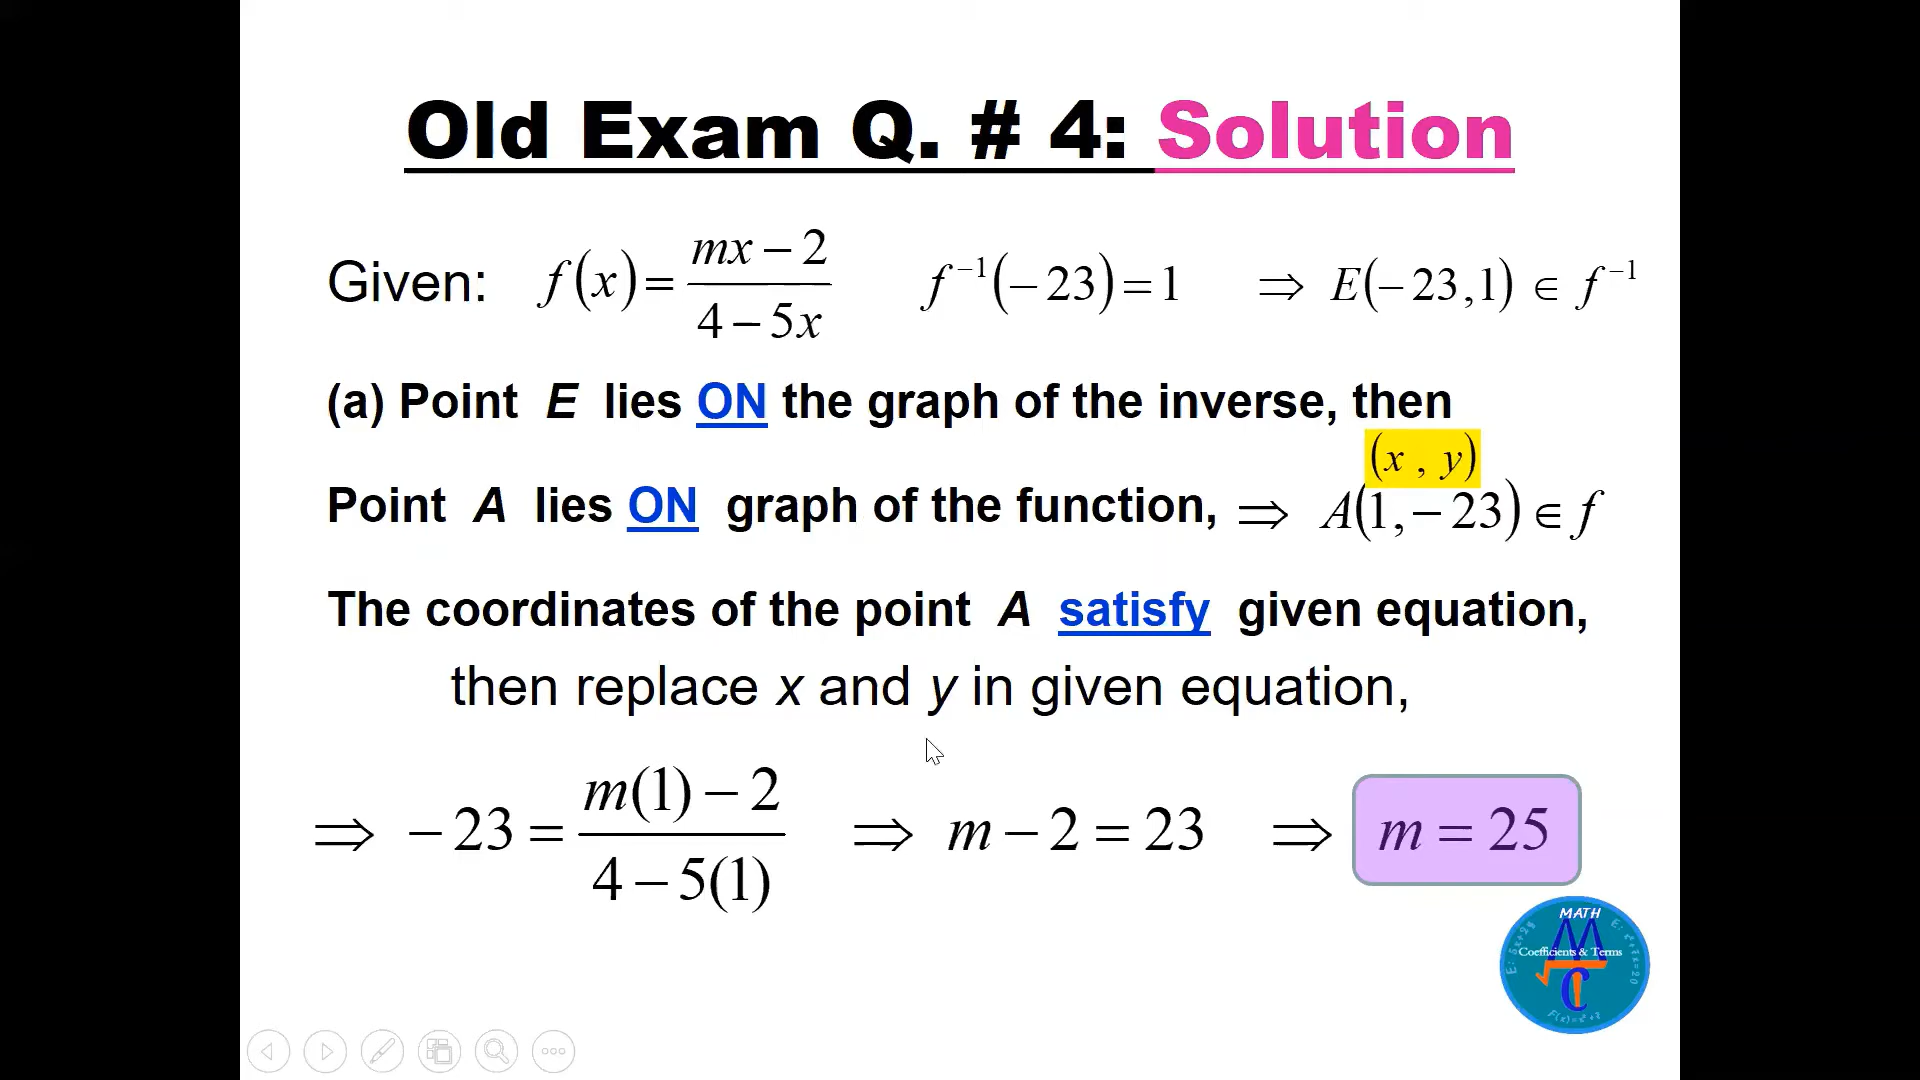 Old Exam Q. # 4: Solution
Given: f(x) = (mx − 2)/(4 − 5x) f⁻¹(−23) = 1 ⇒ E(−23,1) ∈ f⁻¹
(a) Point E lies ON the graph of the inverse, then
(x , y)
Point A lies ON graph of the function, ⇒ A(1,−23) ∈ f
The coordinates of the point A satisfy given equation,
then replace x and y in given equation,
⇒ −23 = (m(1) − 2)/(4 − 5(1)) ⇒ m − 2 = 23 ⇒ m = 25
MATH
Coefficients & Terms